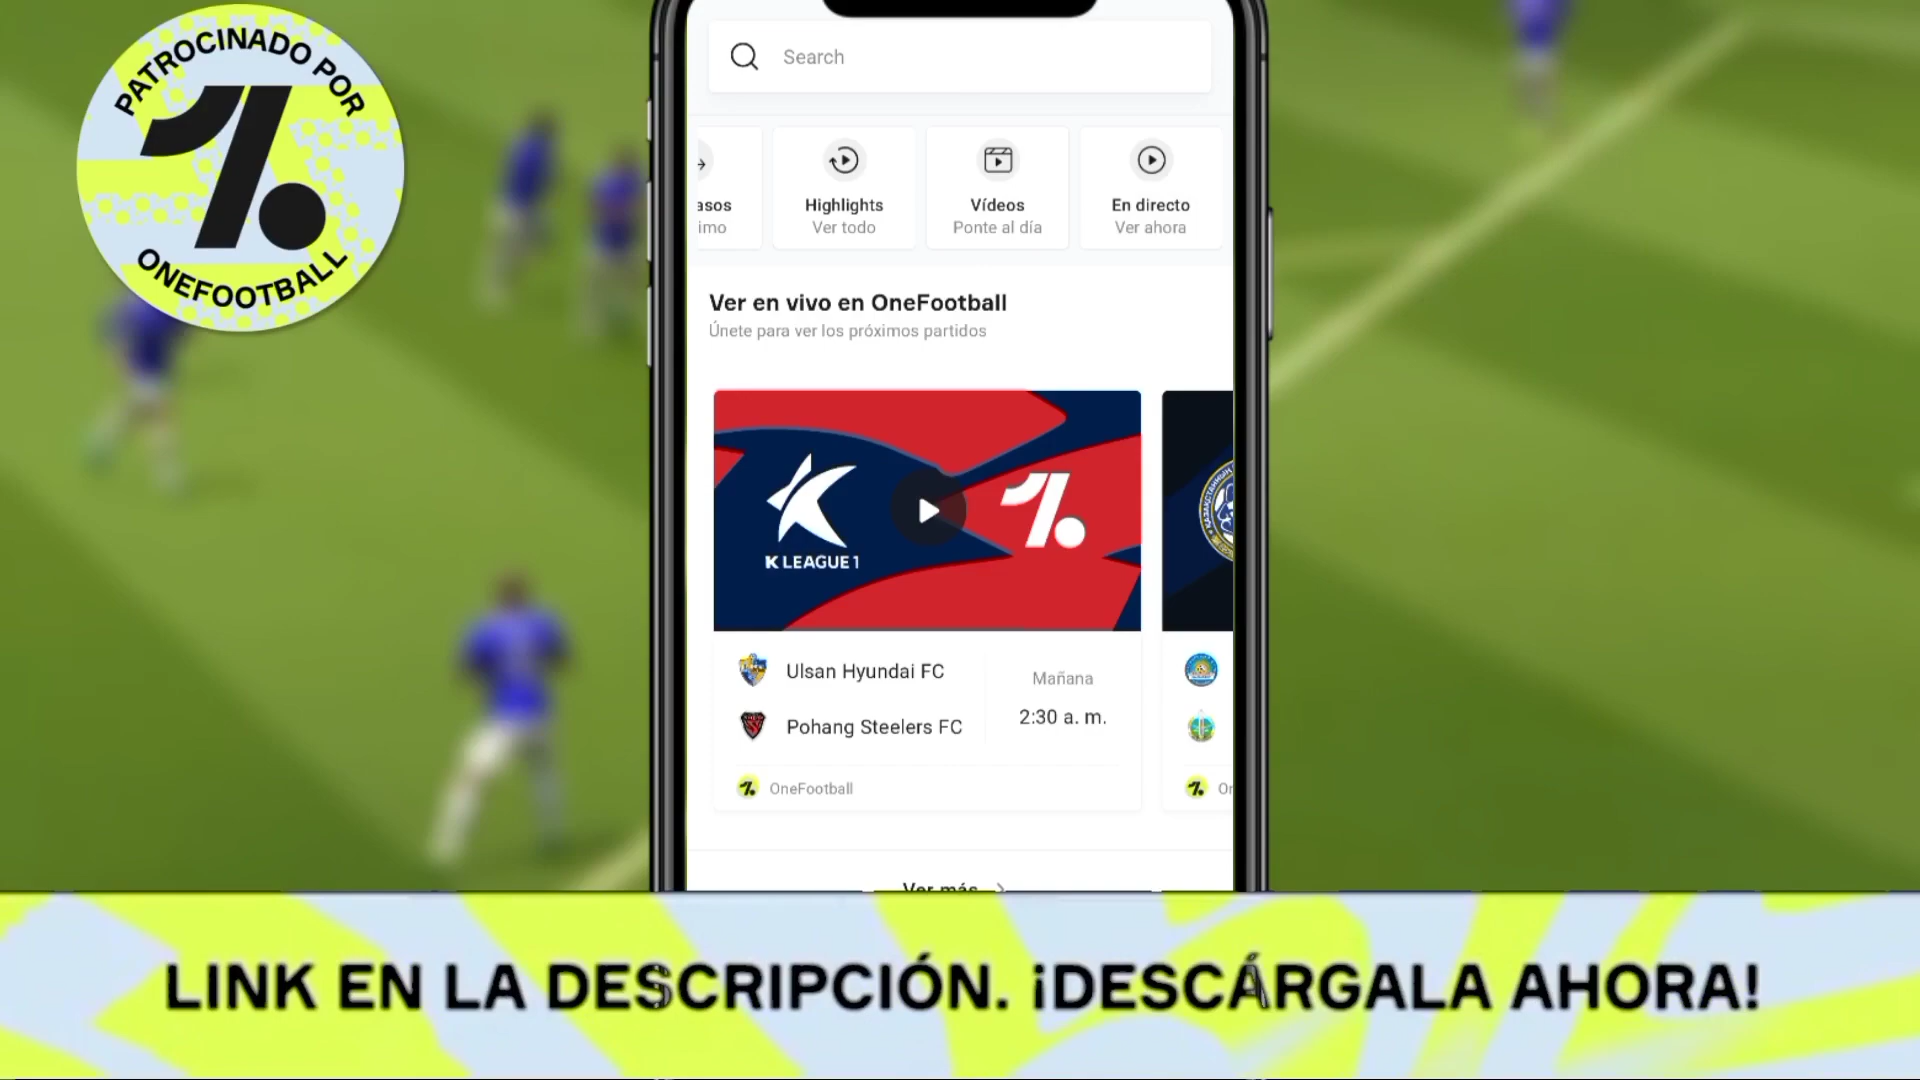 PATROCINADO POR
ONEFOOTBALL
Search
asos
imo
Highlights
Ver todo
Vídeos
Ponte al día
En directo
Ver ahora
Ver en vivo en OneFootball
Únete para ver los próximos partidos
K LEAGUE 1
Ulsan Hyundai FC
Pohang Steelers FC
Mañana
2:30 a. m.
OneFootball
Ver más
LINK EN LA DESCRIPCIÓN. ¡DESCÁRGALA AHORA!